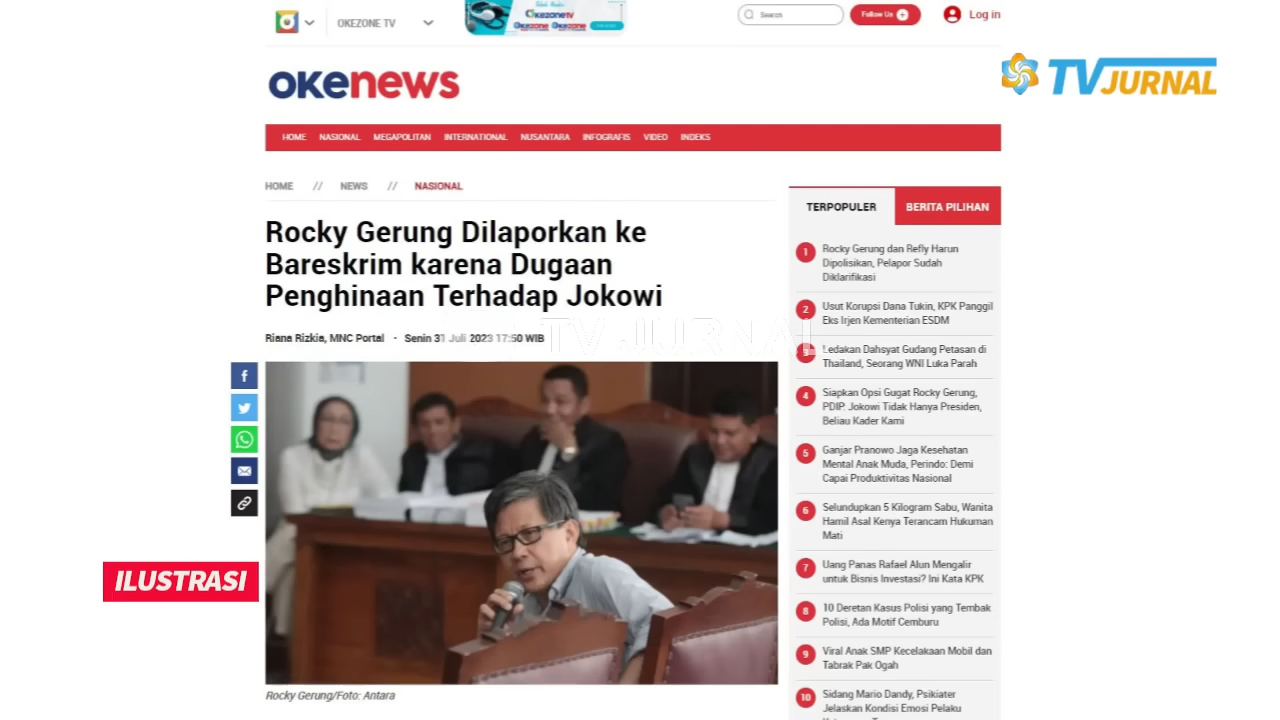 OKEZONE TV
OkezoneTV
Search
Follow Us
Log in
TV JURNAL
OKENEWS
HOME NASIONAL MEGAPOLITAN INTERNATIONAL NUSANTARA INFOGRAFIS VIDEO INDEKS
HOME // NEWS // NASIONAL
Rocky Gerung Dilaporkan ke
Bareskrim karena Dugaan
Penghinaan Terhadap Jokowi
Riana Rizkia, MNC Portal - Senin 31 Juli 2023 17:50 WIB
TV JURNAL
ILUSTRASI
Rocky Gerung/Foto: Antara
TERPOPULER
BERITA PILIHAN
1
Rocky Gerung dan Refly Harun
Dipolisikan, Pelapor Sudah
Diklarifikasi
2
Usut Korupsi Dana Tukin, KPK Panggil
Eks Irjen Kementerian ESDM
3
Ledakan Dahsyat Gudang Petasan di
Thailand, Seorang WNI Luka Parah
4
Siapkan Opsi Gugat Rocky Gerung,
PDIP: Jokowi Tidak Hanya Presiden,
Beliau Kader Kami
5
Ganjar Pranowo Jaga Kesehatan
Mental Anak Muda, Perindo: Demi
Capai Produktivitas Nasional
6
Selundupkan 5 Kilogram Sabu, Wanita
Hamil Asal Kenya Terancam Hukuman
Mati
7
Uang Panas Rafael Alun Mengalir
untuk Bisnis Investasi? Ini Kata KPK
8
10 Deretan Kasus Polisi yang Tembak
Polisi, Ada Motif Cemburu
9
Viral Anak SMP Kecelakaan Mobil dan
Tabrak Pak Ogah
10
Sidang Mario Dandy, Psikiater
Jelaskan Kondisi Emosi Pelaku